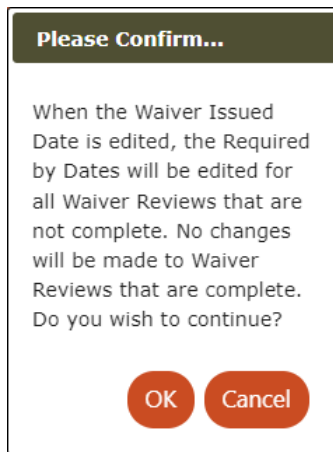 Please Confirm...
When the Waiver Issued
Date is edited, the Required
by Dates will be edited for
all Waiver Reviews that are
not complete. No changes
will be made to Waiver
Reviews that are complete.
Do you wish to continue?
OK Cancel